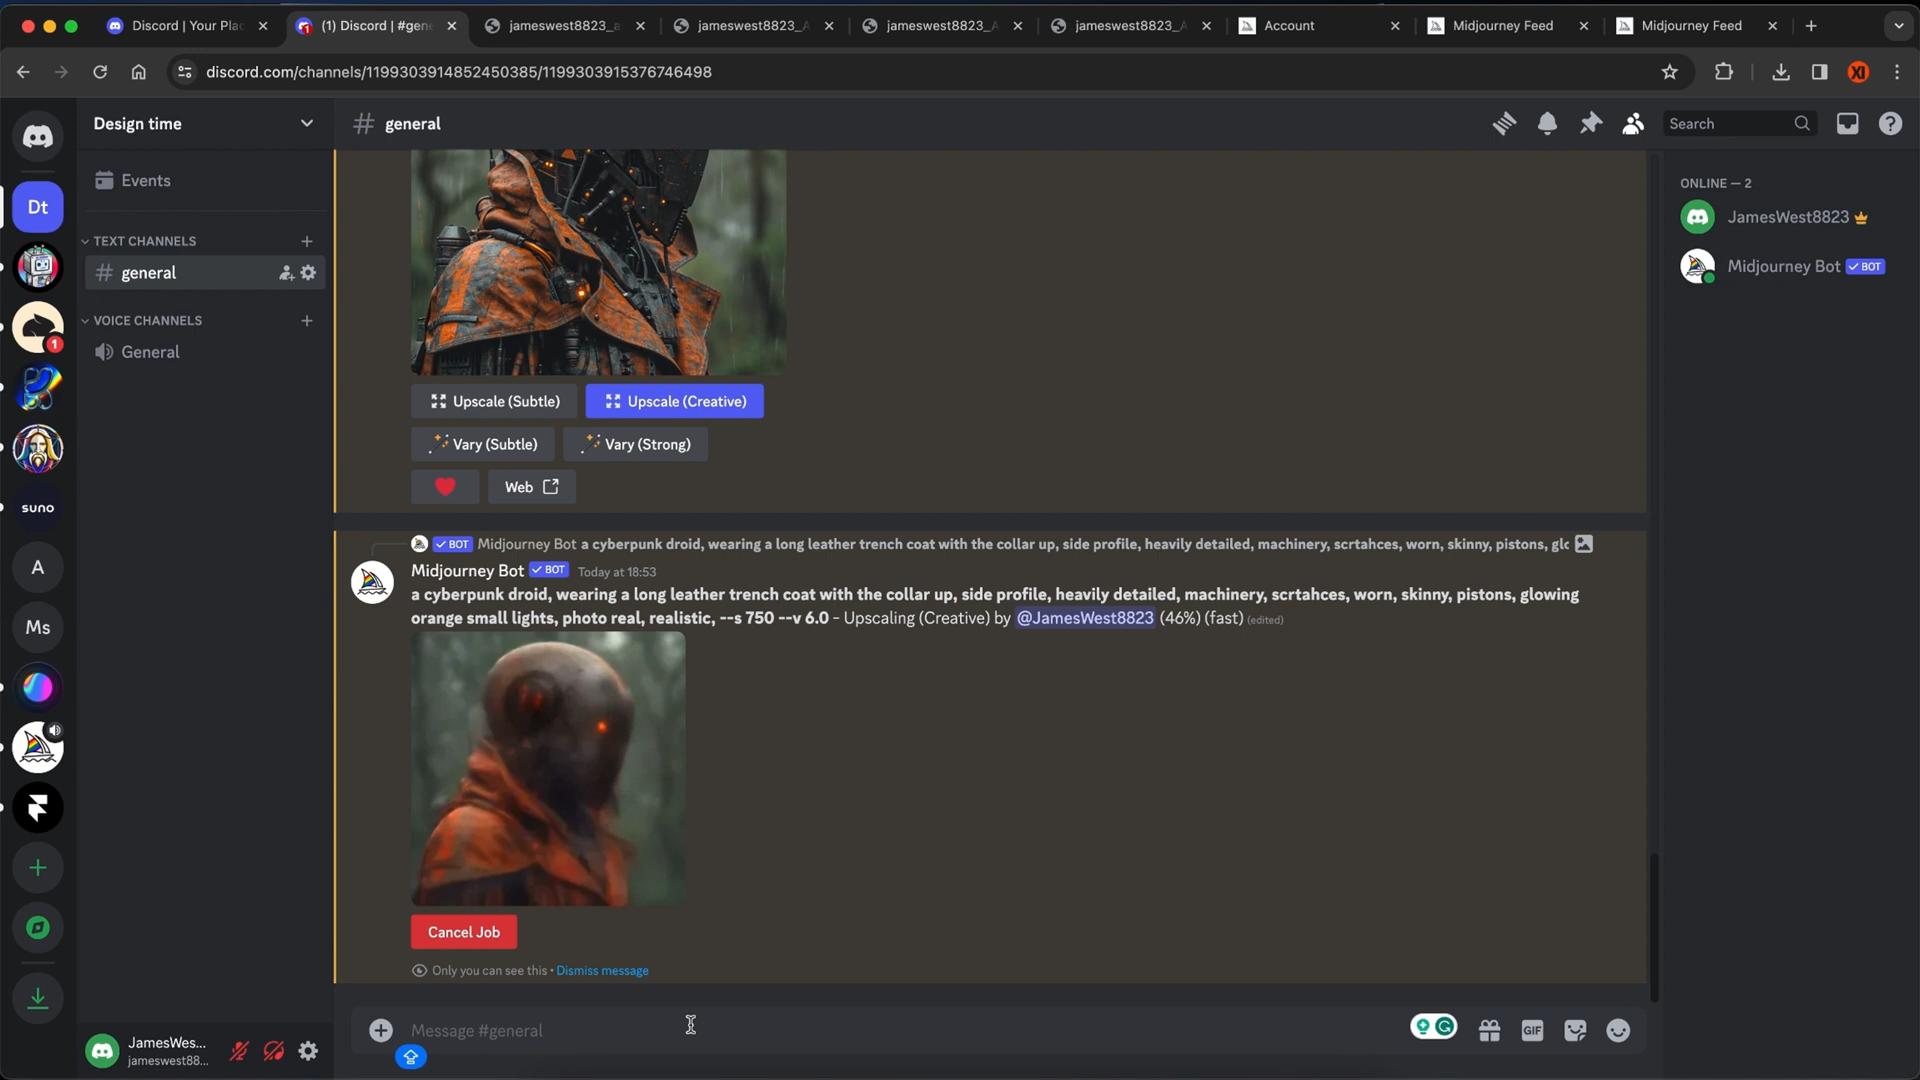 Discord | Your Plac
(1) Discord | #gene
jameswest8823_a
jameswest8823_A
jameswest8823_A
jameswest8823_A
Account
Midjourney Feed
Midjourney Feed
discord.com/channels/1199303914852450385/1199303915376746498
XI
Design time
general
Search
Events
Dt
TEXT CHANNELS
general
VOICE CHANNELS
General
1
suno
A
Ms
ONLINE — 2
JamesWest8823
Midjourney Bot BOT
Upscale (Subtle)
Upscale (Creative)
Vary (Subtle)
Vary (Strong)
Web
BOT Midjourney Bot a cyberpunk droid, wearing a long leather trench coat with the collar up, side profile, heavily detailed, machinery, scrtahces, worn, skinny, pistons, glc
Midjourney Bot BOT Today at 18:53
a cyberpunk droid, wearing a long leather trench coat with the collar up, side profile, heavily detailed, machinery, scrtahces, worn, skinny, pistons, glowing
orange small lights, photo real, realistic, --s 750 --v 6.0 - Upscaling (Creative) by @JamesWest8823 (46%) (fast) (edited)
Cancel Job
Only you can see this • Dismiss message
Message #general
GIF
JamesWes...
jameswest88...